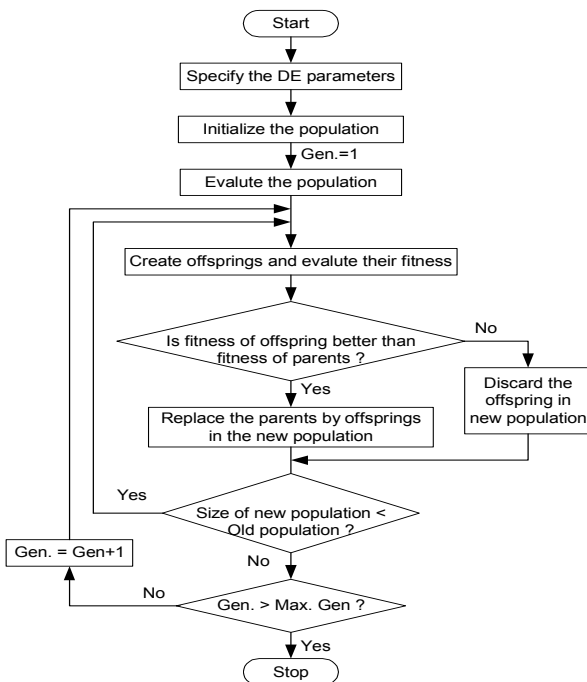 Start
Specify the DE parameters
Initialize the population
Gen.=1
Evalute the population
Create offsprings and evalute their fitness
Is fitness of offspring better than
fitness of parents ?
No
Yes
Discard the
offspring in
new population
Replace the parents by offsprings
in the new population
Yes
Size of new population <
Old population ?
Gen. = Gen+1
No
No
Gen. > Max. Gen ?
Yes
Stop